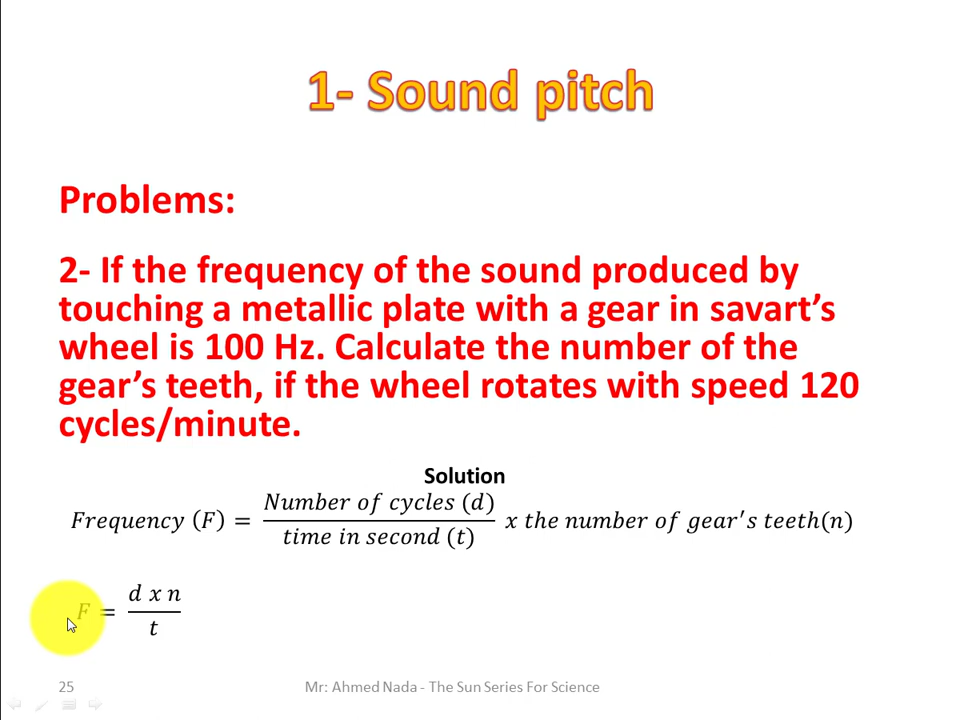 1- Sound pitch
Problems:
2- If the frequency of the sound produced by
touching a metallic plate with a gear in savart’s
wheel is 100 Hz. Calculate the number of the
gear’s teeth, if the wheel rotates with speed 120
cycles/minute.
Solution
Frequency (F) = Number of cycles (d) / time in second (t) x the number of gear's teeth(n)
F = d x n / t
25
Mr: Ahmed Nada - The Sun Series For Science